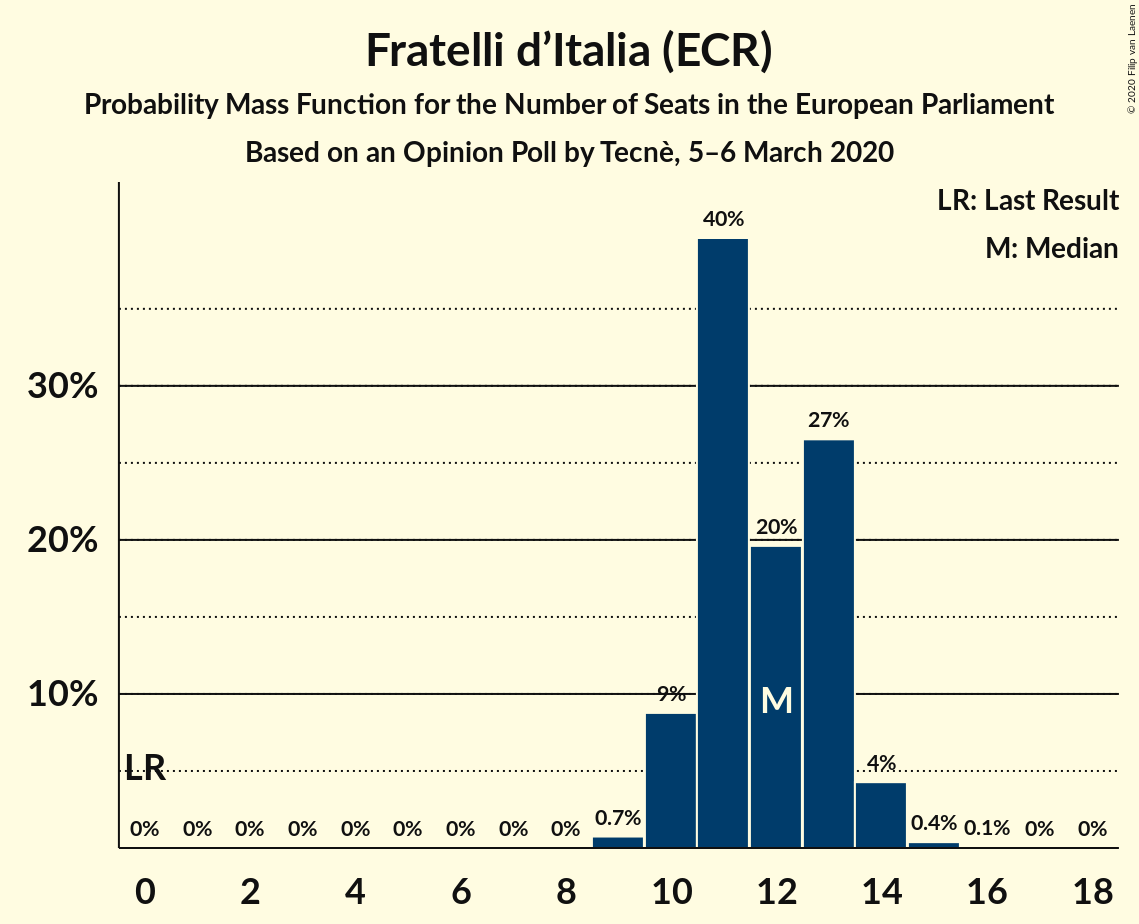 Fratelli d’Italia (ECR)
Probability Mass Function for the Number of Seats in the European Parliament
Based on an Opinion Poll by Tecnè, 5–6 March 2020
© 2020 Filip van Laenen
LR: Last Result
M: Median
40%
30%
27%
20%
20%
10%
9%
M
LR
4%
0% 0% 0% 0% 0% 0% 0% 0% 0% 0.7% 0.4% 0.1% 0% 0%
0 2 4 6 8 10 12 14 16 18